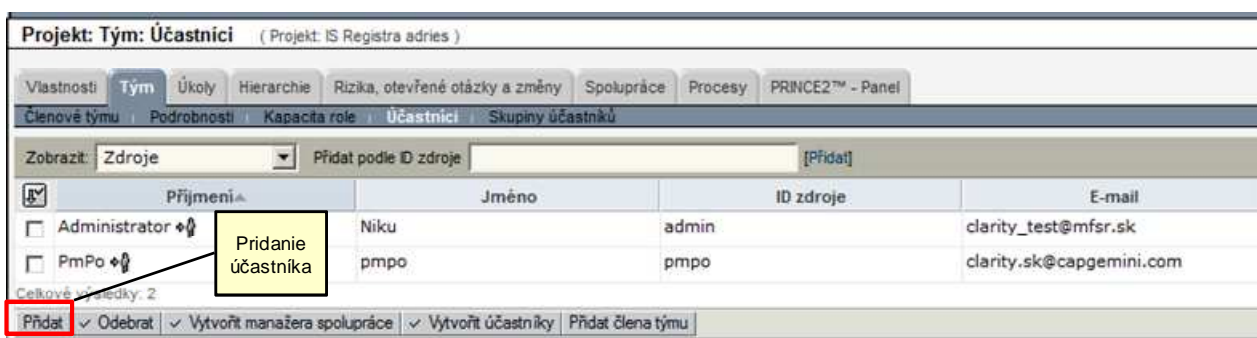 Projekt: Tým: Účastníci ( Projekt: IS Registra adries )
Vlastnosti Tým Úkoly Hierarchie Rizika, otevřené otázky a změny Spolupráce Procesy PRINCE2™ - Panel
Členové týmu Podrobnosti Kapacita role Účastníci Skupiny účastníků
Zobrazit: Zdroje Přidat podle ID zdroje [Přidat]
Příjmení Jméno ID zdroje E-mail
Administrator Niku admin clarity_test@mfsr.sk
PmPo pmpo pmpo clarity.sk@capgemini.com
Pridanie
účastníka
Celkové výsledky: 2
Přidat Odebrat Vytvořit manažera spolupráce Vytvořit účastníky Přidat člena týmu